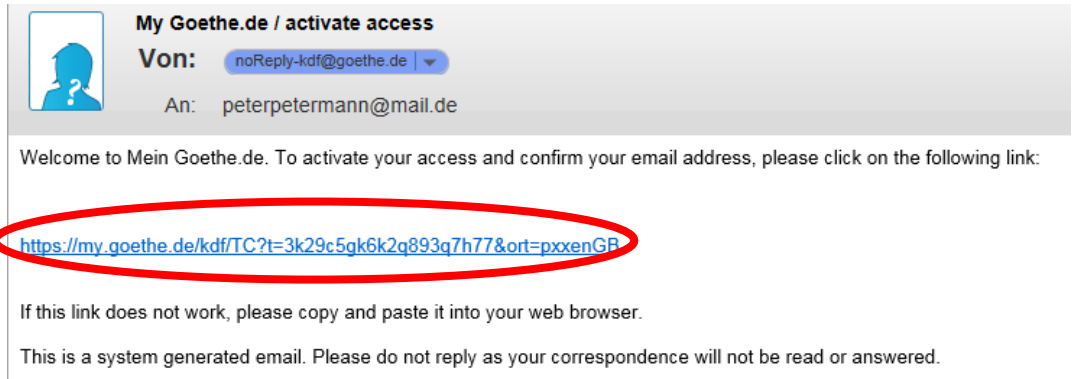 My Goethe.de / activate access
Von: noReply-kdf@goethe.de
An: peterpetermann@mail.de
Welcome to Mein Goethe.de. To activate your access and confirm your email address, please click on the following link:
https://my.goethe.de/kdf/TC?t=3k29c5gk6k2q893q7h77&ort=pxxenGB
If this link does not work, please copy and paste it into your web browser.
This is a system generated email. Please do not reply as your correspondence will not be read or answered.